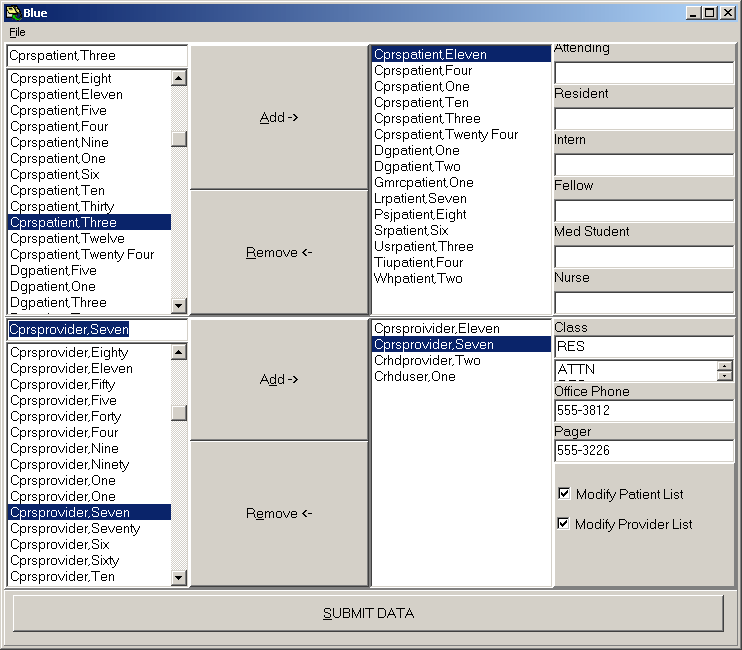 Blue
File
Cprspatient,Three
Cprspatient,Eight
Cprspatient,Eleven
Cprspatient,Five
Cprspatient,Four
Cprspatient,Nine
Cprspatient,One
Cprspatient,Six
Cprspatient,Ten
Cprspatient,Thirty
Cprspatient,Three
Cprspatient,Twelve
Cprspatient,Twenty Four
Dgpatient,Five
Dgpatient,One
Dgpatient,Three
Add ->
Remove <-
Cprspatient,Eleven
Cprspatient,Four
Cprspatient,One
Cprspatient,Ten
Cprspatient,Three
Cprspatient,Twenty Four
Dgpatient,One
Dgpatient,Two
Gmrcpatient,One
Lrpatient,Seven
Psjpatient,Eight
Srpatient,Six
Usrpatient,Three
Tiupatient,Four
Whpatient,Two
Attending
Resident
Intern
Fellow
Med Student
Nurse
Cprsprovider,Seven
Cprsprovider,Eighty
Cprsprovider,Eleven
Cprsprovider,Fifty
Cprsprovider,Five
Cprsprovider,Forty
Cprsprovider,Four
Cprsprovider,Nine
Cprsprovider,Ninety
Cprsprovider,One
Cprsprovider,One
Cprsprovider,Seven
Cprsprovider,Seventy
Cprsprovider,Six
Cprsprovider,Sixty
Cprsprovider,Ten
Add ->
Remove <-
Cprsproivider,Eleven
Cprsprovider,Seven
Crhdprovider,Two
Crhduser,One
Class
RES
ATTN
Office Phone
555-3812
Pager
555-3226
Modify Patient List
Modify Provider List
SUBMIT DATA